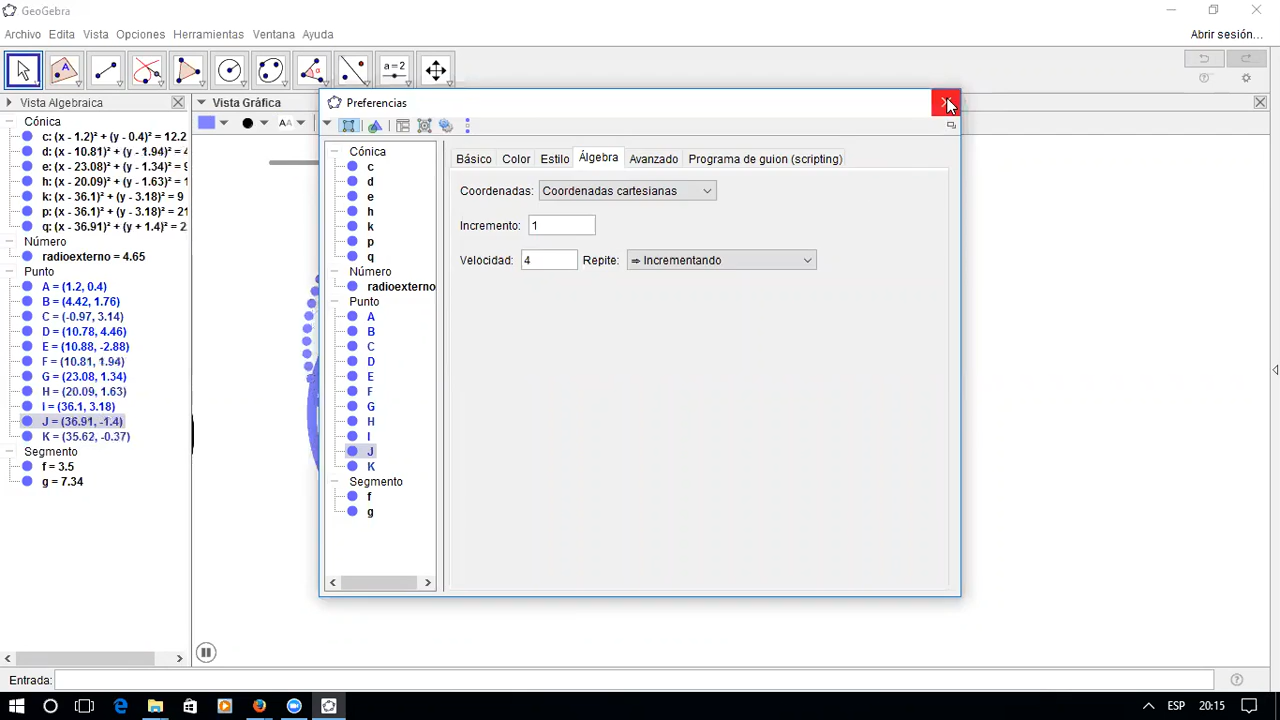 GeoGebra
Archivo Edita Vista Opciones Herramientas Ventana Ayuda
Abrir sesión...
A
a=2
Vista Algebraica
Vista Gráfica
AA
Cónica
c: (x - 1.2)² + (y - 0.4)² = 12.2
d: (x - 10.81)² + (y - 1.94)² = 4
e: (x - 23.08)² + (y - 1.34)² = 9
h: (x - 20.09)² + (y - 1.63)² = 1
k: (x - 36.1)² + (y - 3.18)² = 9
p: (x - 36.1)² + (y - 3.18)² = 21
q: (x - 36.91)² + (y + 1.4)² = 2
Número
radioexterno = 4.65
Punto
A = (1.2, 0.4)
B = (4.42, 1.76)
C = (-0.97, 3.14)
D = (10.78, 4.46)
E = (10.88, -2.88)
F = (10.81, 1.94)
G = (23.08, 1.34)
H = (20.09, 1.63)
I = (36.1, 3.18)
J = (36.91, -1.4)
K = (35.62, -0.37)
Segmento
f = 3.5
g = 7.34
Preferencias
Cónica
c
d
e
h
k
p
q
Número
radioexterno
Punto
A
B
C
D
E
F
G
H
I
J
K
Segmento
f
g
Básico Color Estilo Álgebra Avanzado Programa de guion (scripting)
Coordenadas: Coordenadas cartesianas
Incremento: 1
Velocidad: 4 Repite: ⇒ Incrementando
Entrada:
ESP 20:15